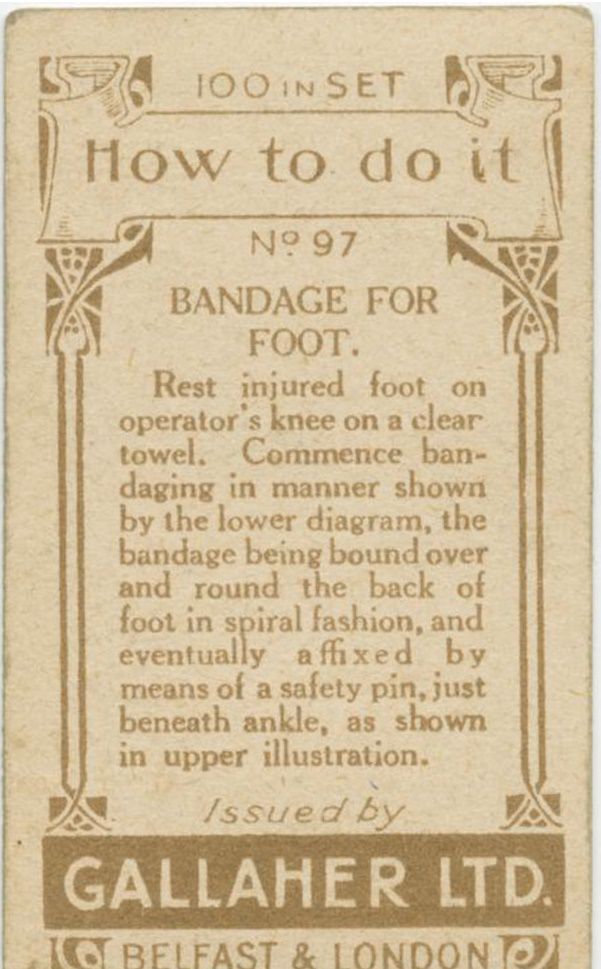 100 IN SET
How to do it
Nº 97
BANDAGE FOR
FOOT.
Rest injured foot on
operator's knee on a clear
towel. Commence ban-
daging in manner shown
by the lower diagram, the
bandage being bound over
and round the back of
foot in spiral fashion, and
eventually affixed by
means of a safety pin, just
beneath ankle, as shown
in upper illustration.
Issued by
GALLAHER LTD.
BELFAST & LONDON